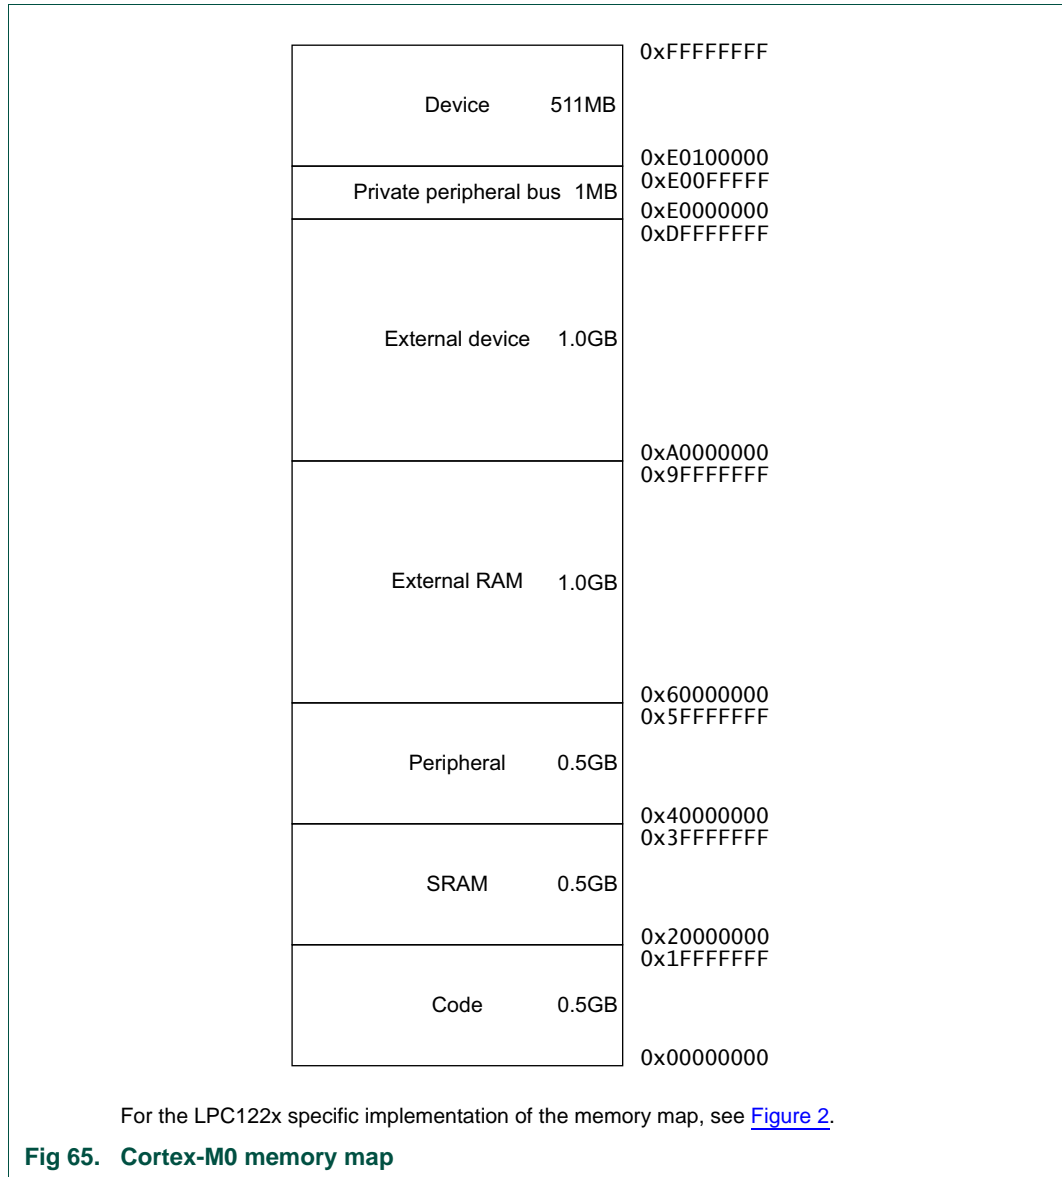 0xFFFFFFFF
Device 511MB
0xE0100000
0xE00FFFFF
Private peripheral bus 1MB
0xE0000000
0xDFFFFFFF
External device 1.0GB
0xA0000000
0x9FFFFFFF
External RAM 1.0GB
0x60000000
0x5FFFFFFF
Peripheral 0.5GB
0x40000000
0x3FFFFFFF
SRAM 0.5GB
0x20000000
0x1FFFFFFF
Code 0.5GB
0x00000000
For the LPC122x specific implementation of the memory map, see Figure 2.
Fig 65. Cortex-M0 memory map